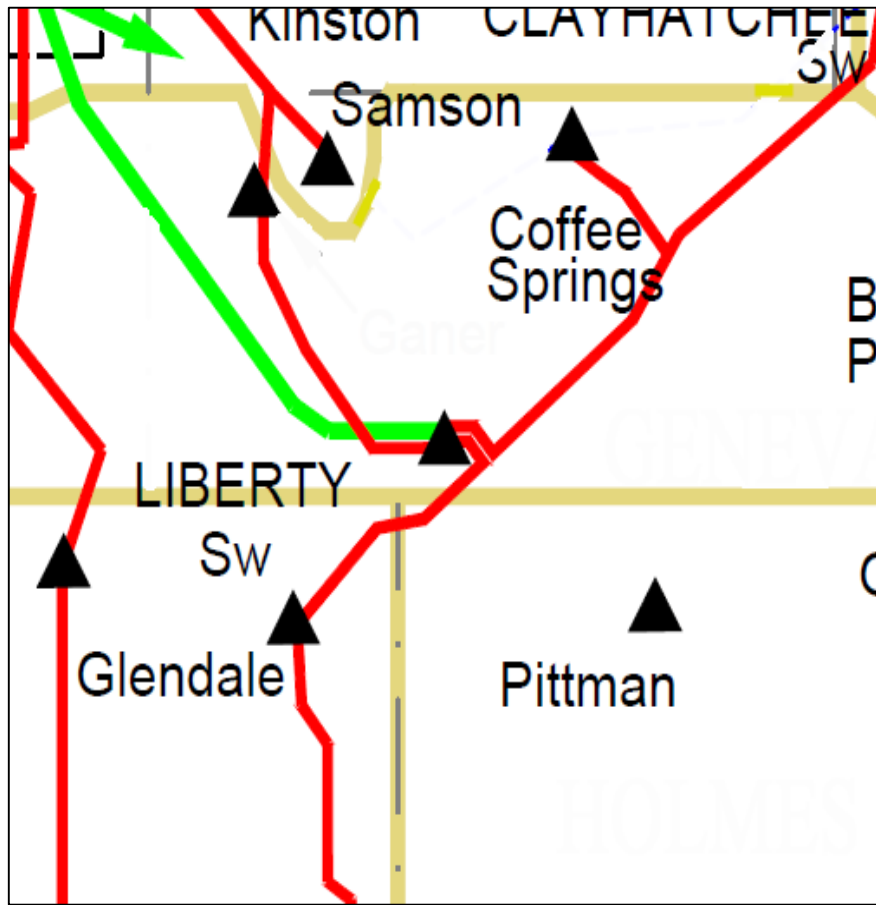 Kinston
CLAYHATCHEE
SW
Samson
Coffee
Springs
B
P
Ganer
GENEVA
LIBERTY
SW
Glendale
Pittman
HOLMES